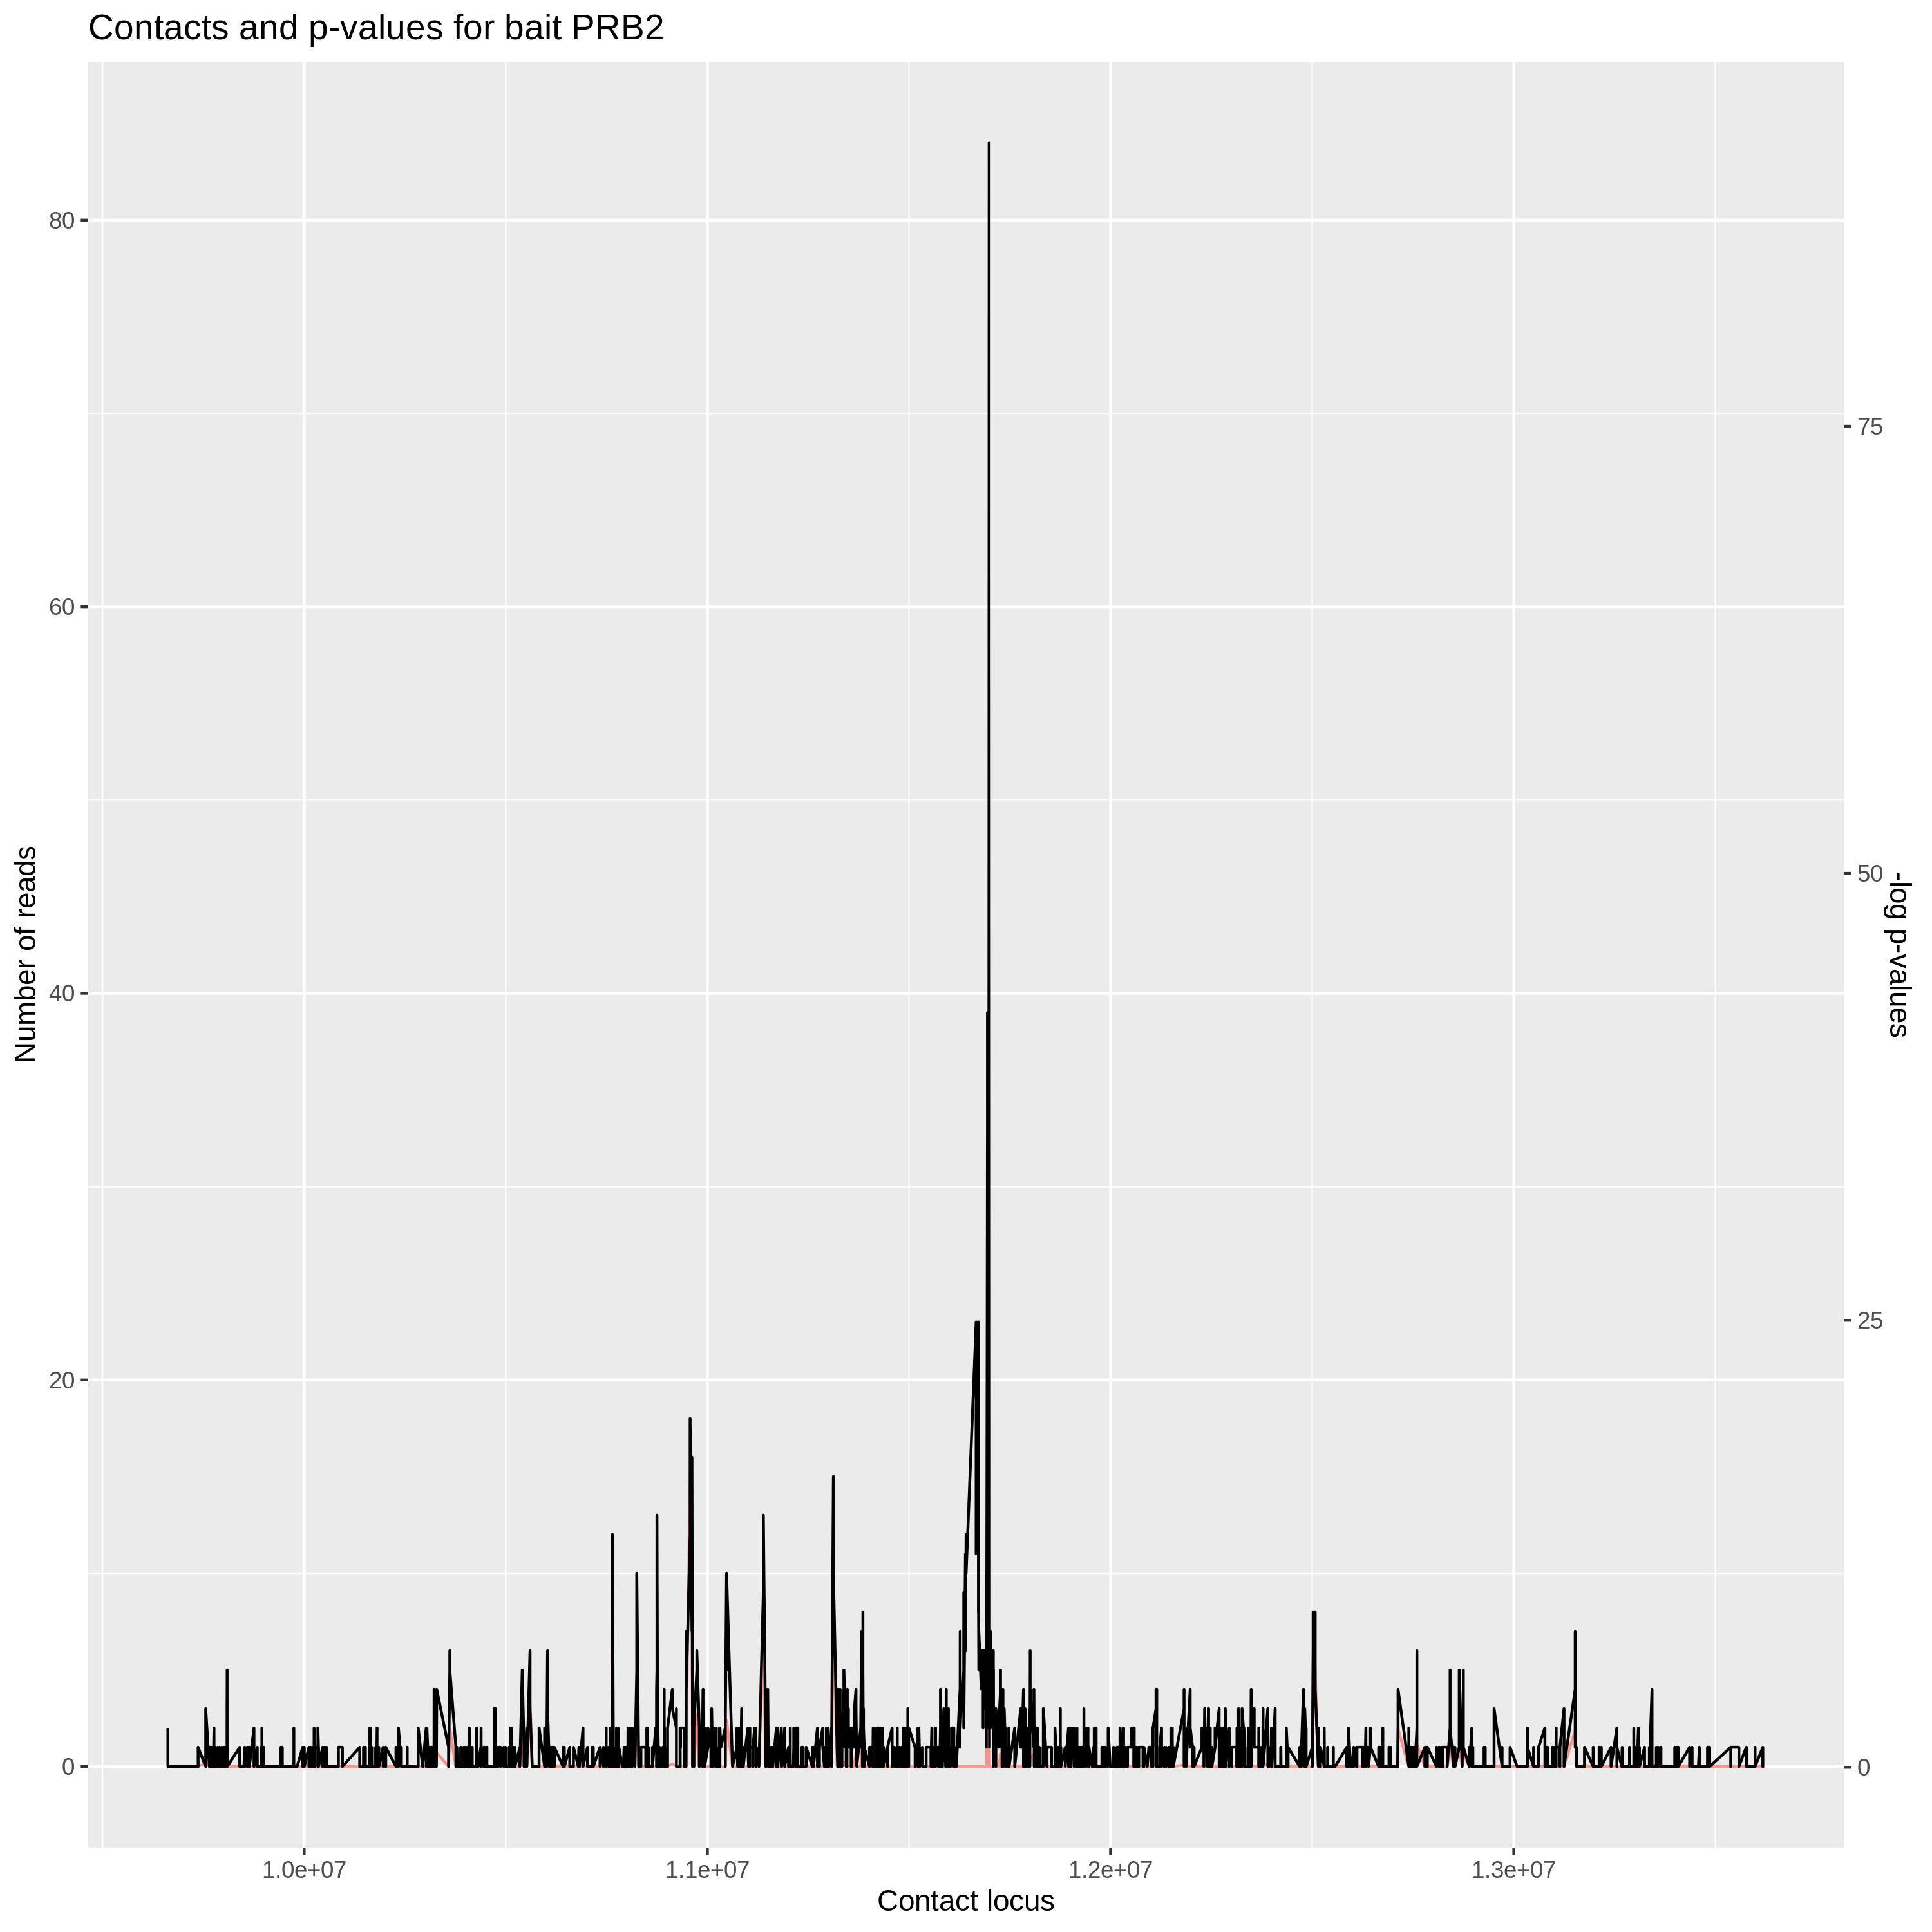 Contacts and p-values for bait PRB2
80
60
40
20
0
Number of reads
75
50
25
0
-log p-values
1.0e+07
1.1e+07
1.2e+07
1.3e+07
Contact locus